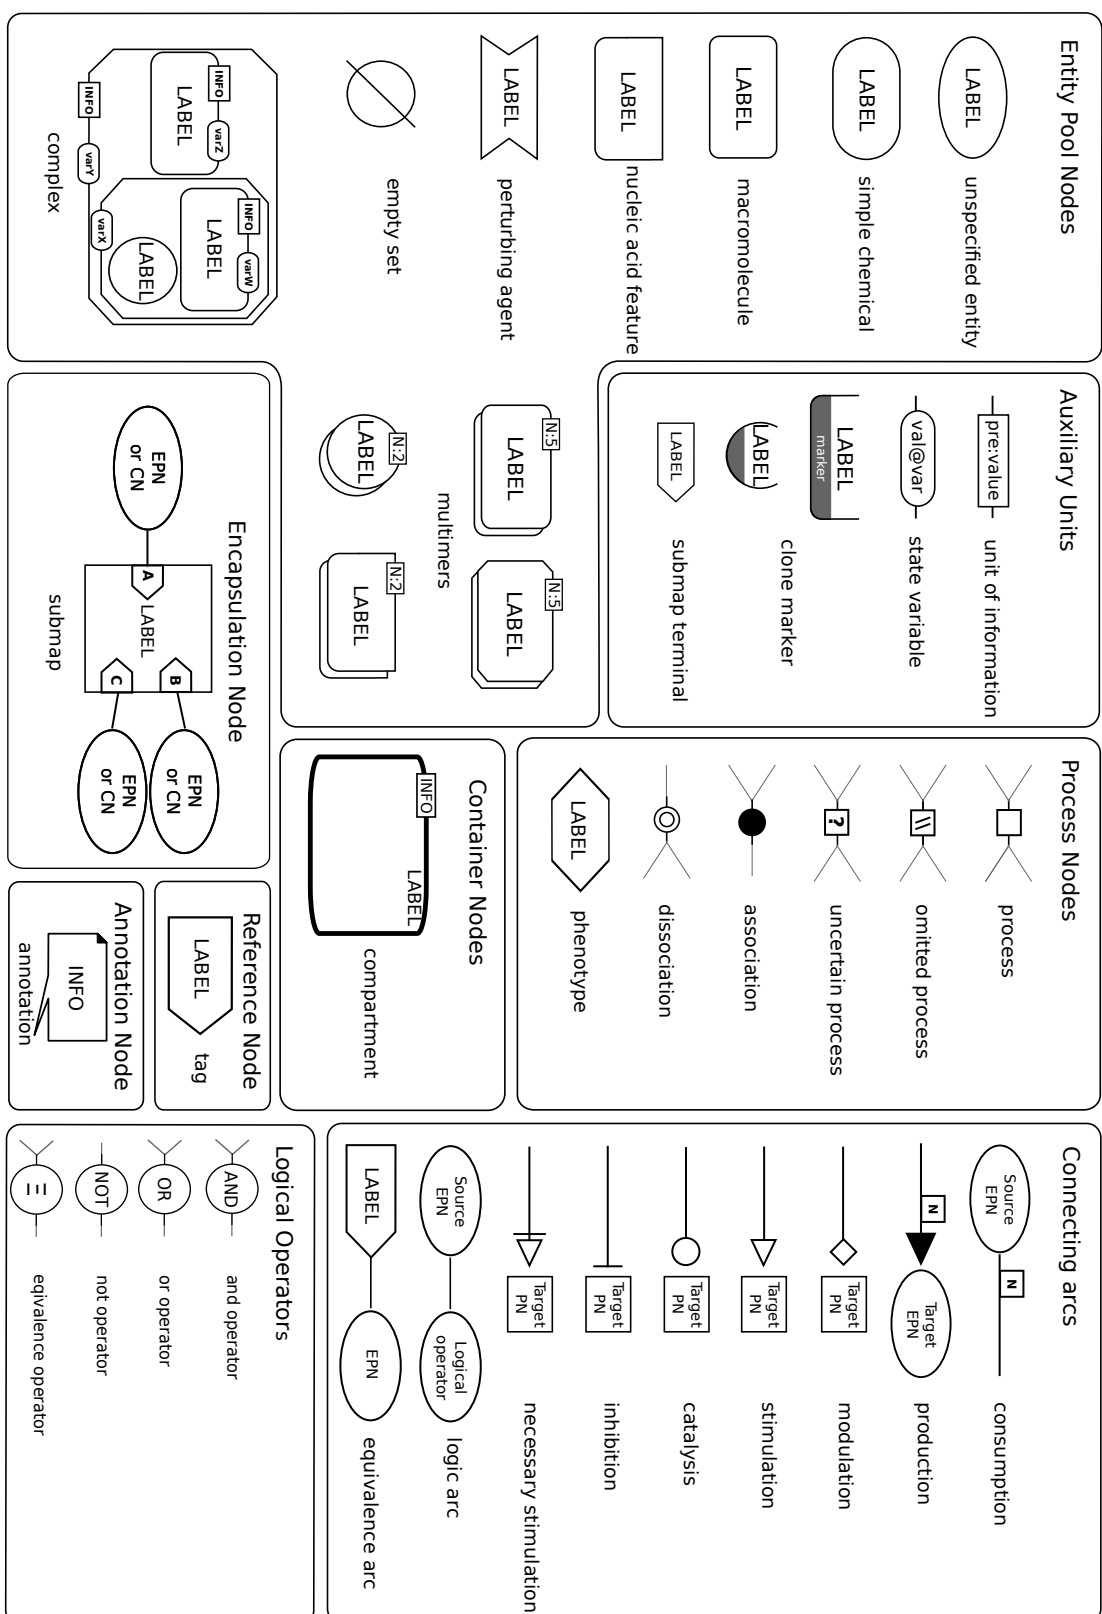 Entity Pool Nodes
LABEL
unspecified entity
LABEL
simple chemical
LABEL
macromolecule
LABEL
nucleic acid feature
LABEL
perturbing agent
empty set
INFO
varZ
LABEL
INFO
varW
LABEL
LABEL
varX
INFO
varY
complex
N:5
LABEL
N:5
LABEL
multimers
N:2
LABEL
N:2
LABEL
Auxiliary Units
pre:value
unit of information
val@var
state variable
LABEL
marker
LABEL
clone marker
LABEL
submap terminal
Encapsulation Node
EPN
or CN
A
LABEL
B
C
EPN
or CN
EPN
or CN
submap
Process Nodes
process
\\
omitted process
?
uncertain process
association
dissociation
LABEL
phenotype
Container Nodes
INFO
LABEL
compartment
Reference Node
LABEL
tag
Annotation Node
INFO
annotation
Connecting arcs
Source
EPN
N
consumption
N
Target
EPN
production
Target
PN
modulation
Target
PN
stimulation
Target
PN
catalysis
Target
PN
inhibition
Target
PN
necessary stimulation
Source
EPN
Logical
operator
logic arc
LABEL
EPN
equivalence arc
Logical Operators
AND
and operator
OR
or operator
NOT
not operator
eqivalence operator